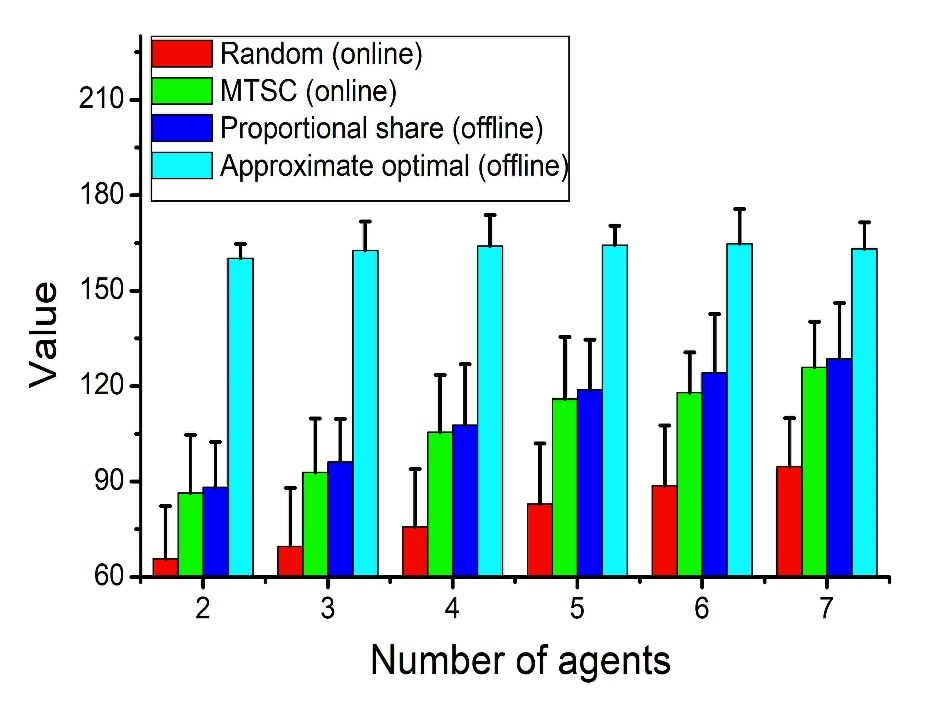 Random (online)
MTSC (online)
Proportional share (offline)
Approximate optimal (offline)
210
180
150
120
90
60
Value
2 3 4 5 6 7
Number of agents